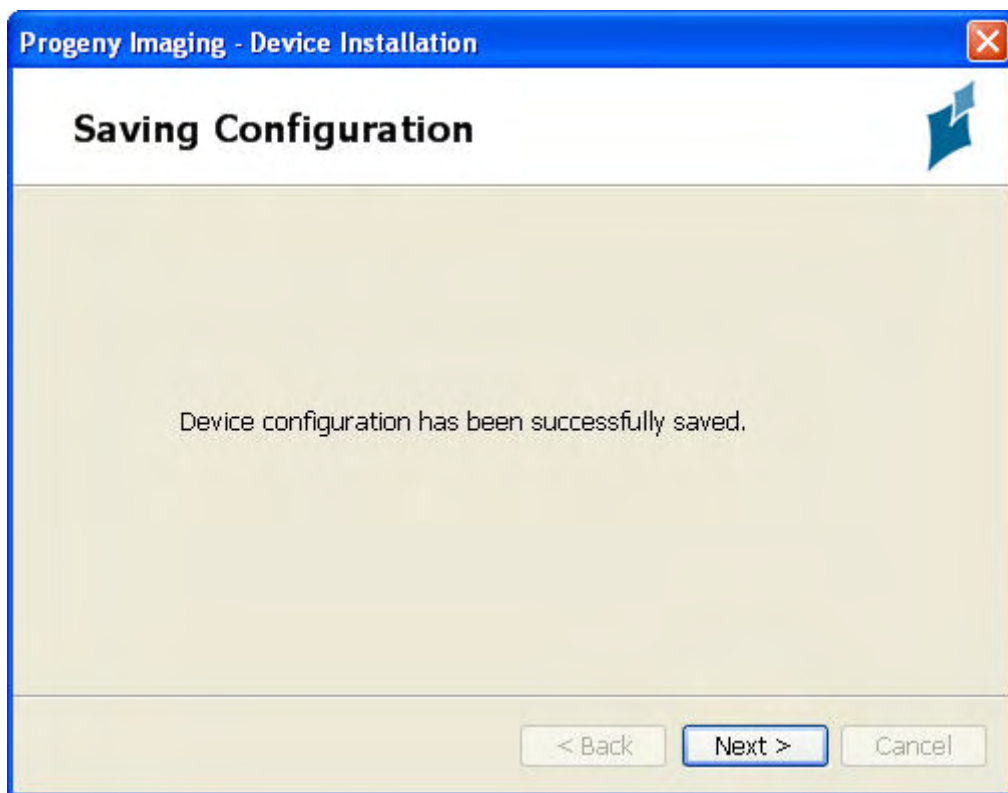 Progeny Imaging - Device Installation
Saving Configuration
Device configuration has been successfully saved.
< Back
Next >
Cancel